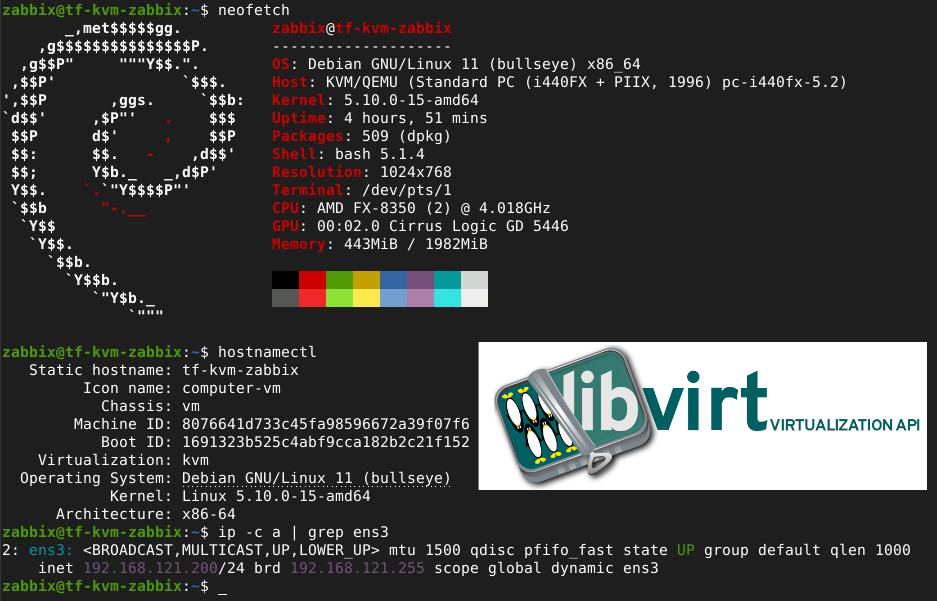 zabbix@tf-kvm-zabbix:~$ neofetch
       _,met$$$$$gg.          zabbix@tf-kvm-zabbix
    ,g$$$$$$$$$$$$$$$P.       --------------------
  ,g$$P"     """Y$$.".        OS: Debian GNU/Linux 11 (bullseye) x86_64
 ,$$P'              `$$$.     Host: KVM/QEMU (Standard PC (i440FX + PIIX, 1996) pc-i440fx-5.2)
',$$P       ,ggs.     `$$b:   Kernel: 5.10.0-15-amd64
`d$$'     ,$P"'   .    $$$    Uptime: 4 hours, 51 mins
 $$P      d$'     ,    $$P    Packages: 509 (dpkg)
 $$:      $$.   -    ,d$$'    Shell: bash 5.1.4
 $$;      Y$b._   _,d$P'      Resolution: 1024x768
 Y$$.    `.`"Y$$$$P"'         Terminal: /dev/pts/1
 `$$b      "-.__              CPU: AMD FX-8350 (2) @ 4.018GHz
  `Y$$                        GPU: 00:02.0 Cirrus Logic GD 5446
   `Y$$.                      Memory: 443MiB / 1982MiB
     `$$b.
       `Y$$b.
          `"Y$b._
              `"""
zabbix@tf-kvm-zabbix:~$ hostnamectl
   Static hostname: tf-kvm-zabbix
         Icon name: computer-vm
           Chassis: vm
        Machine ID: 8076641d733c45fa98596672a39f07f6
           Boot ID: 1691323b525c4abf9cca182b2c21f152
    Virtualization: kvm
  Operating System: Debian GNU/Linux 11 (bullseye)
            Kernel: Linux 5.10.0-15-amd64
      Architecture: x86-64
libvirt VIRTUALIZATION API
zabbix@tf-kvm-zabbix:~$ ip -c a | grep ens3
2: ens3: <BROADCAST,MULTICAST,UP,LOWER_UP> mtu 1500 qdisc pfifo_fast state UP group default qlen 1000
    inet 192.168.121.200/24 brd 192.168.121.255 scope global dynamic ens3
zabbix@tf-kvm-zabbix:~$ _